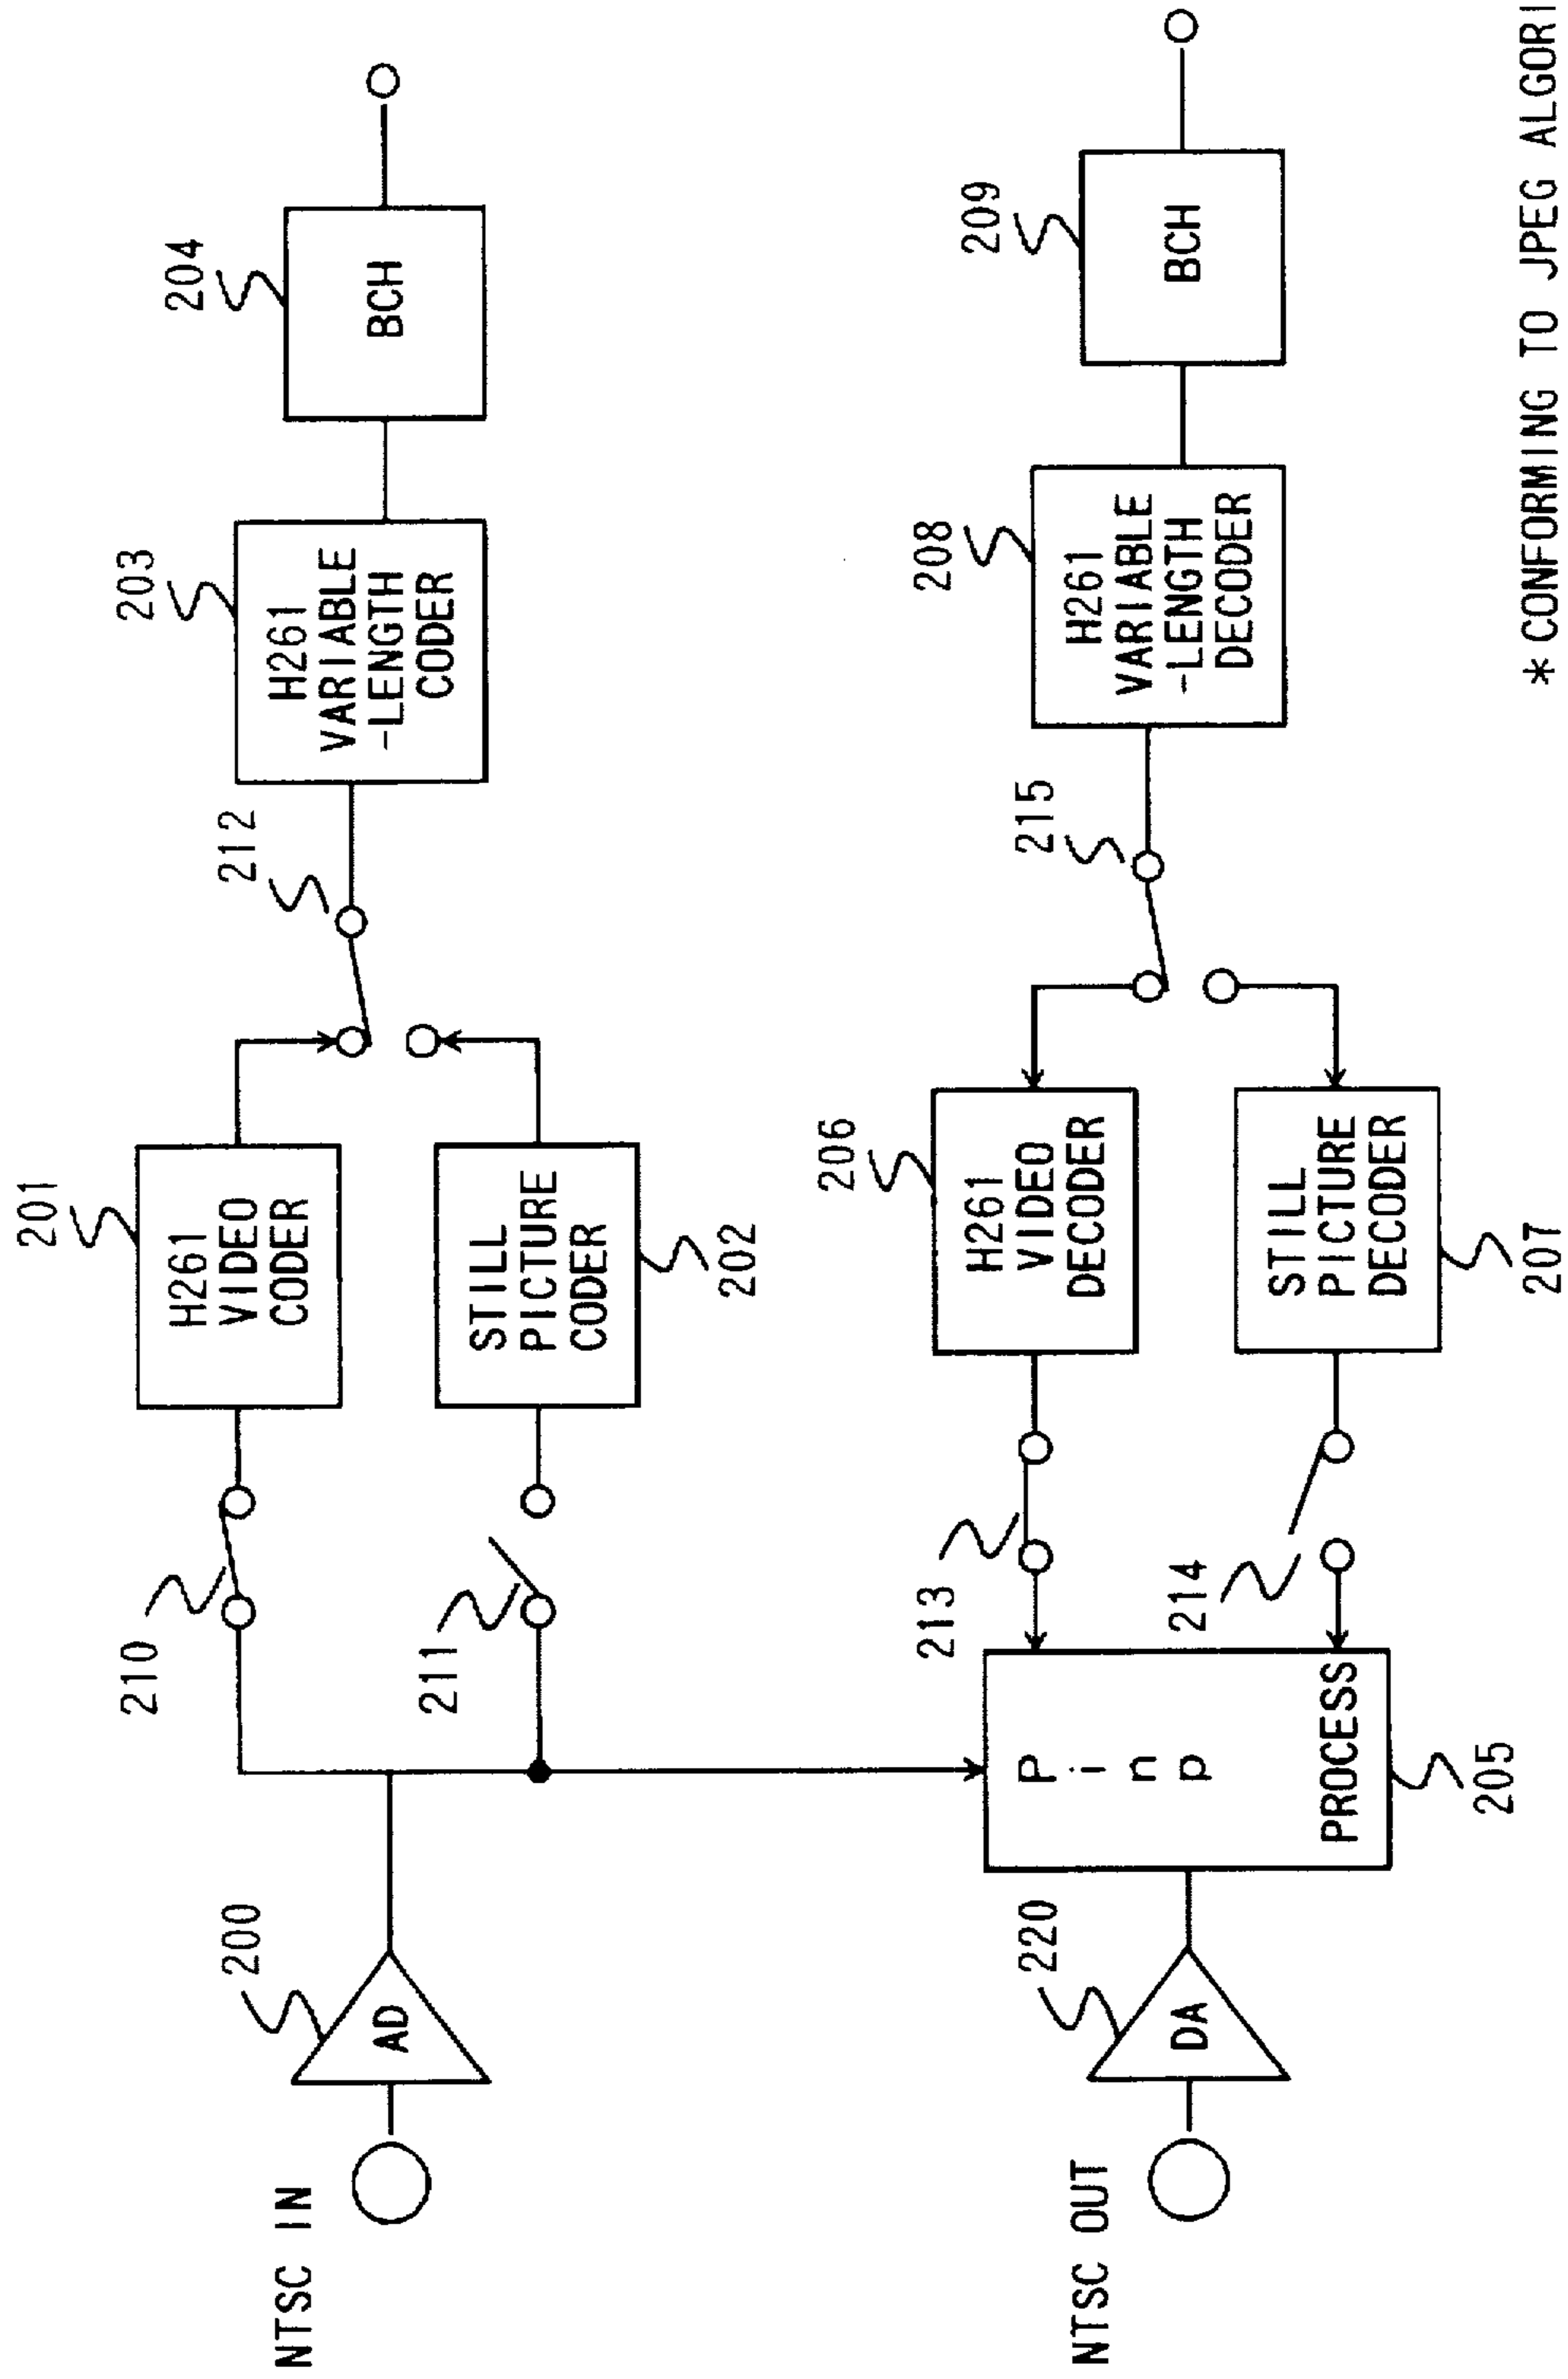 NTSC IN
200
AD
210
211
201
H261
VIDEO
CODER
STILL
PICTURE
CODER
202
212
203
H261
VARIABLE
-LENGTH
CODER
204
BCH
NTSC OUT
220
DA
P
i
n
p
PROCESS
205
213
214
206
H261
VIDEO
DECODER
STILL
PICTURE
DECODER
207
215
208
H261
VARIABLE
-LENGTH
DECODER
209
BCH
* CONFORMING TO JPEG ALGORI